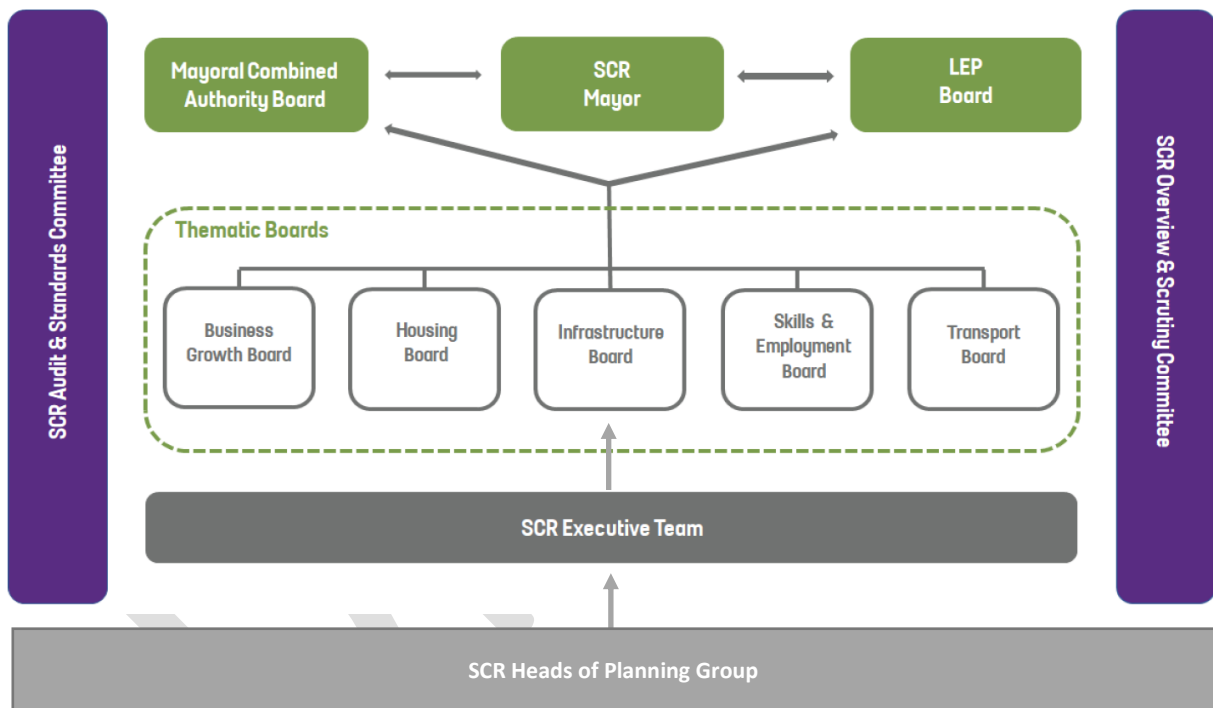 SCR Audit & Standards Committee
Mayoral Combined
Authority Board
SCR
Mayor
LEP
Board
SCR Overview & Scrutiny Committee
Thematic Boards
Business
Growth Board
Housing
Board
Infrastructure
Board
Skills &
Employment
Board
Transport
Board
SCR Executive Team
SCR Heads of Planning Group